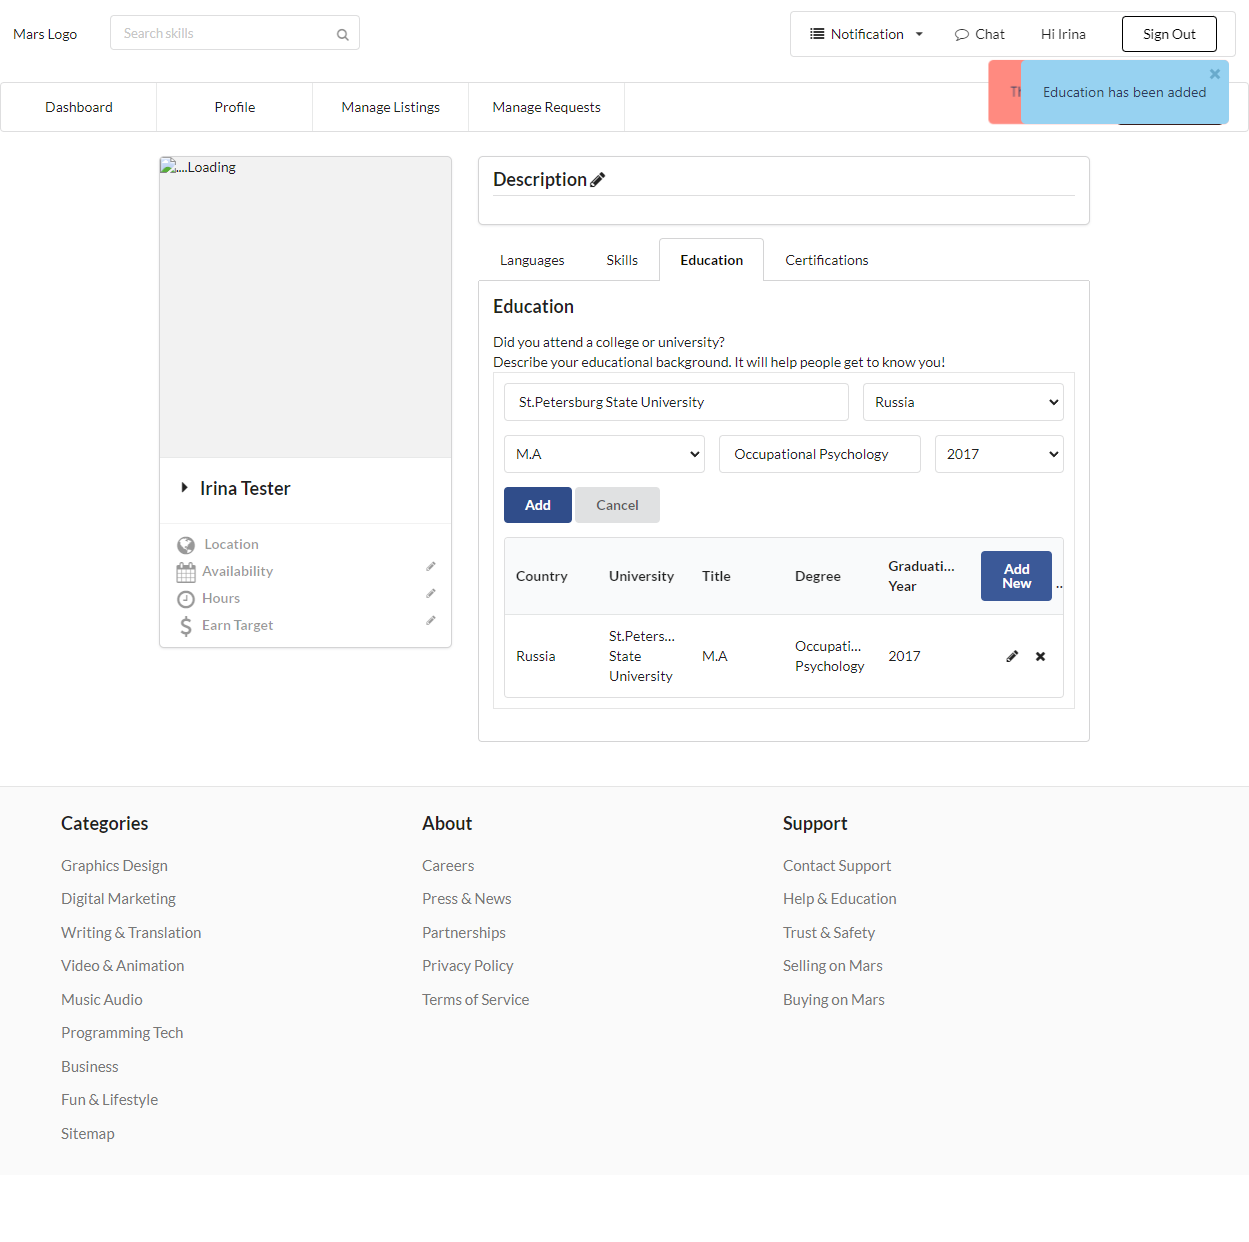 Mars Logo
Search skills
Notification
Chat
Hi Irina
Sign Out
Education has been added
Dashboard
Profile
Manage Listings
Manage Requests
....Loading
Irina Tester
Location
Availability
Hours
Earn Target
Description
Languages
Skills
Education
Certifications
Education
Did you attend a college or university?
Describe your educational background. It will help people get to know you!
St.Petersburg State University
Russia
M.A
Occupational Psychology
2017
Add
Cancel
Country
University
Title
Degree
Graduati...
Year
Add
New
..
Russia
St.Peters...
State
University
M.A
Occupati...
Psychology
2017
Categories
Graphics Design
Digital Marketing
Writing & Translation
Video & Animation
Music Audio
Programming Tech
Business
Fun & Lifestyle
Sitemap
About
Careers
Press & News
Partnerships
Privacy Policy
Terms of Service
Support
Contact Support
Help & Education
Trust & Safety
Selling on Mars
Buying on Mars